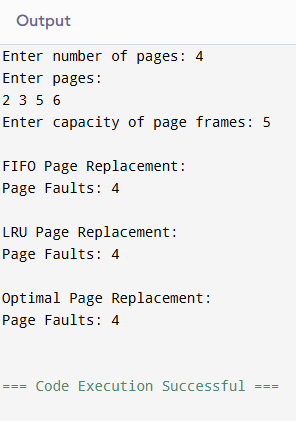 Output
Enter number of pages: 4
Enter pages:
2 3 5 6
Enter capacity of page frames: 5
FIFO Page Replacement:
Page Faults: 4
LRU Page Replacement:
Page Faults: 4
Optimal Page Replacement:
Page Faults: 4
=== Code Execution Successful ===